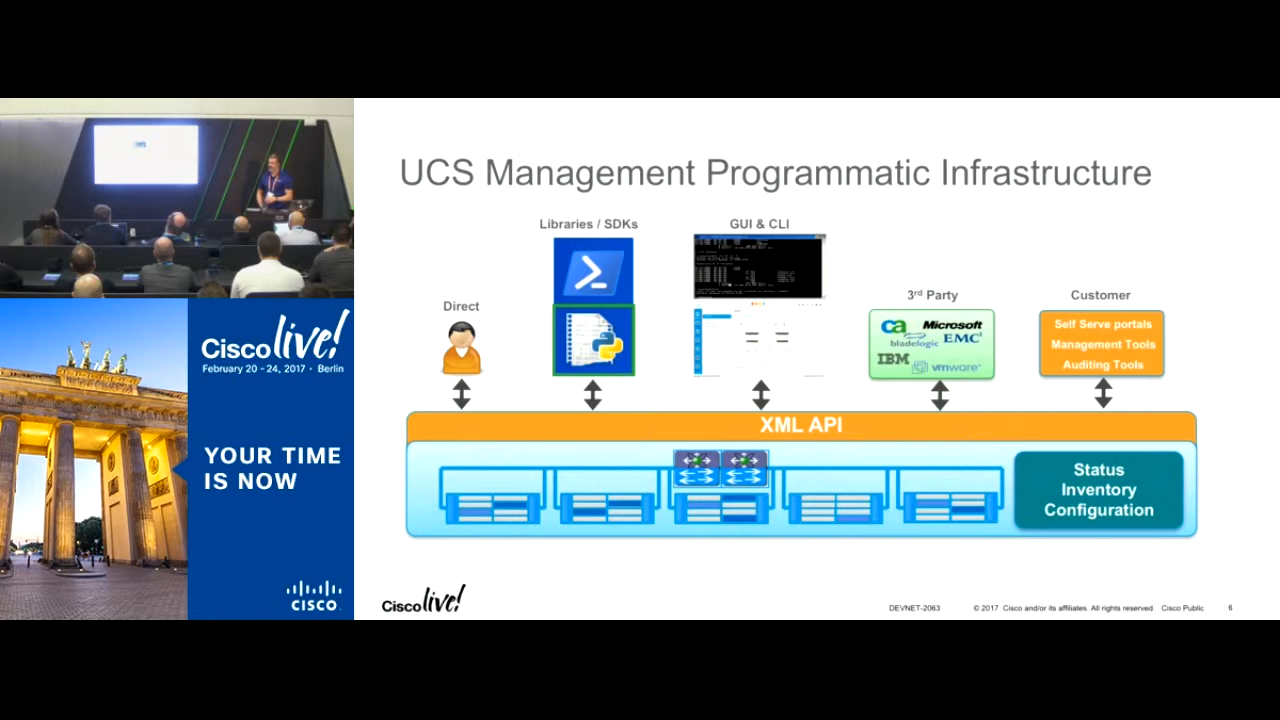 UCS Management Programmatic Infrastructure
Libraries / SDKs
GUI & CLI
Direct
3rd Party
Customer
ca
Microsoft
bladelogic
EMC²
IBM
vmware
Self Serve portals
Management Tools
Auditing Tools
XML API
Status
Inventory
Configuration
Cisco live!
February 20 - 24, 2017 • Berlin
YOUR TIME
IS NOW
CISCO
Cisco live!
DEVNET-2063
© 2017 Cisco and/or its affiliates. All rights reserved. Cisco Public
6